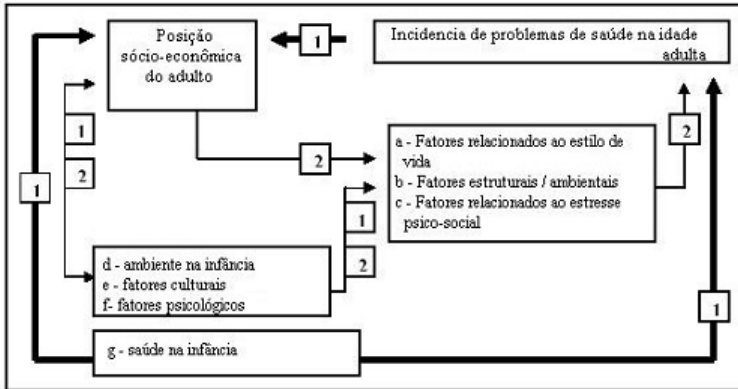 Posição
sócio-econômica
do adulto
1
Incidencia de problemas de saúde na idade
adulta
1
2
2
2
a - Fatores relacionados ao estilo de
vida
b - Fatores estruturais / ambientais
c - Fatores relacionados ao estresse
psico-social
1
1
2
d - ambiente na infância
e - fatores culturais
f- fatores psicológicos
1
g - saúde na infância